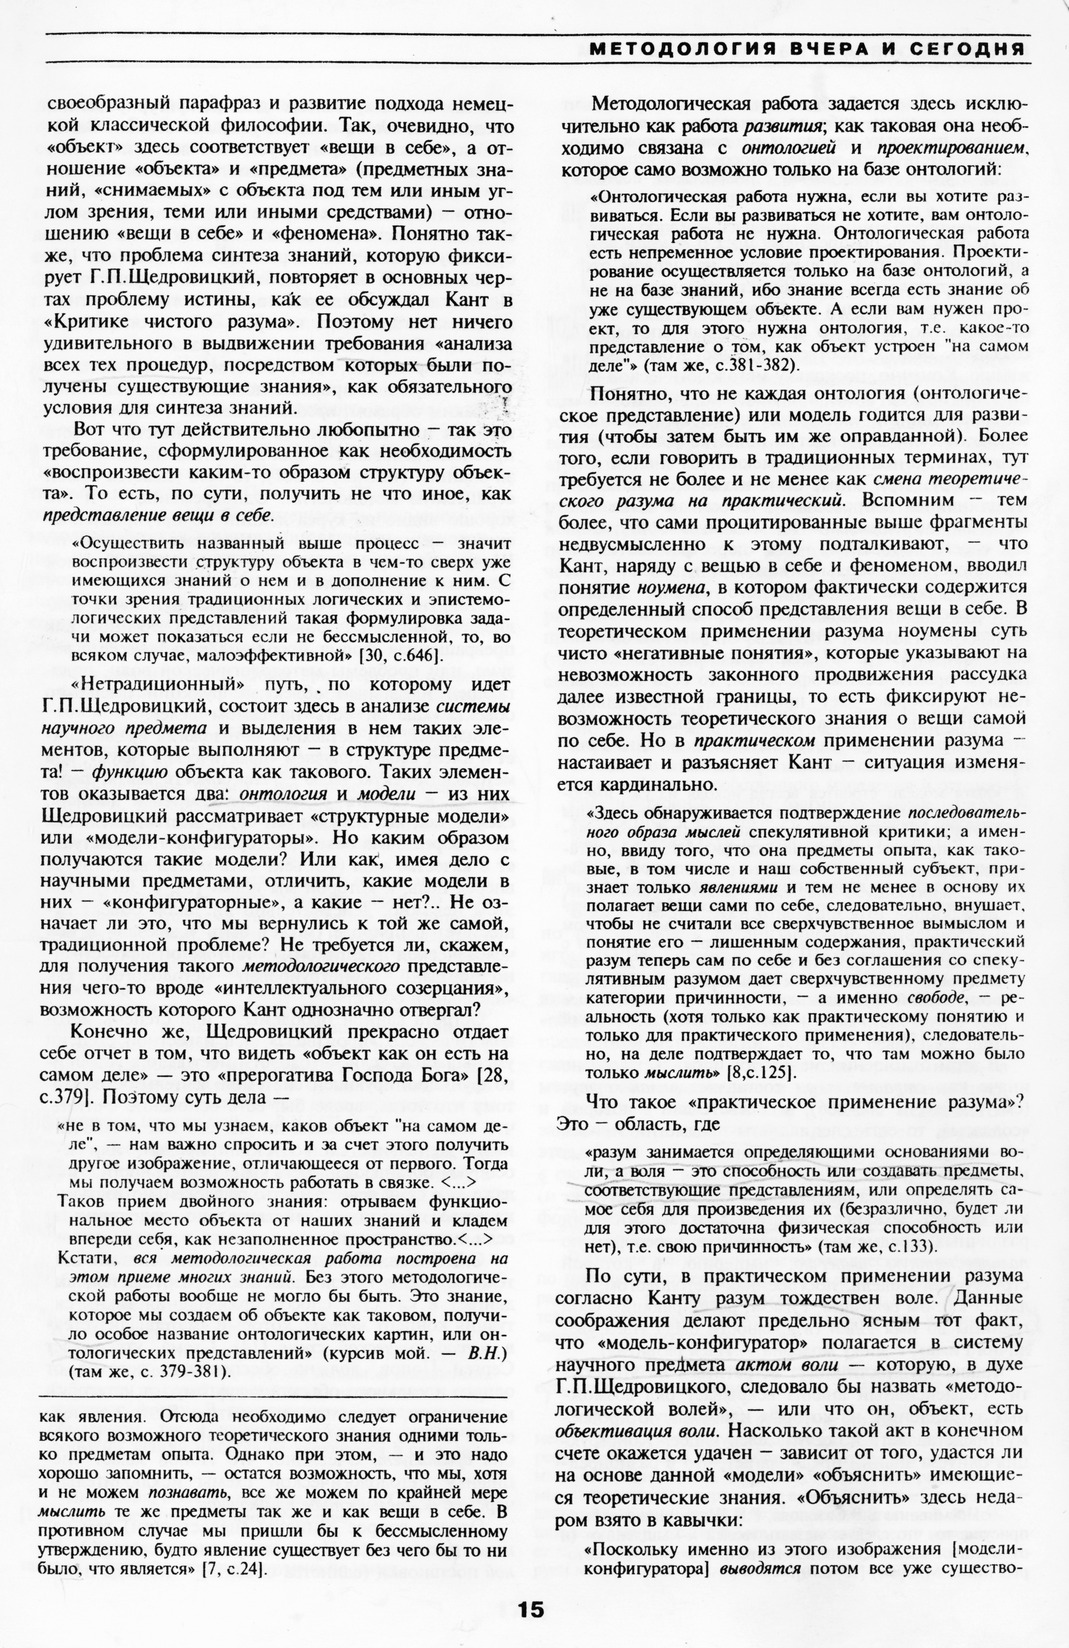 МЕТОДОЛОГИЯ ВЧЕРА И СЕГОДНЯ
своеобразный парафраз и развитие подхода немец-
кой классической философии. Так, очевидно, что
«объект» здесь соответствует «вещи в себе», а от-
ношение «объекта» и «предмета» (предметных зна-
ний, «снимаемых» с объекта под тем или иным уг-
лом зрения, теми или иными средствами) — отно-
шению «вещи в себе» и «феномена». Понятно так-
же, что проблема синтеза знаний, которую фикси-
рует Г.П.Щедровицкий, повторяет в основных чер-
тах проблему истины, как ее обсуждал Кант в
«Критике чистого разума». Поэтому нет ничего
удивительного в выдвижении требования «анализа
всех тех процедур, посредством которых были по-
лучены существующие знания», как обязательного
условия для синтеза знаний.
Вот что тут действительно любопытно — так это
требование, сформулированное как необходимость
«воспроизвести каким-то образом структуру объек-
та». То есть, по сути, получить не что иное, как
представление вещи в себе.
«Осуществить названный выше процесс — значит
воспроизвести структуру объекта в чем-то сверх уже
имеющихся знаний о нем и в дополнение к ним. С
точки зрения традиционных логических и эпистемо-
логических представлений такая формулировка зада-
чи может показаться если не бессмысленной, то, во
всяком случае, малоэффективной» [30, с.646].
«Нетрадиционный» путь, по которому идет
Г.П.Щедровицкий, состоит здесь в анализе системы
научного предмета и выделения в нем таких эле-
ментов, которые выполняют — в структуре предме-
та! — функцию объекта как такового. Таких элемен-
тов оказывается два: онтология и модели — из них
Щедровицкий рассматривает «структурные модели»
или «модели-конфигураторы». Но каким образом
получаются такие модели? Или как, имея дело с
научными предметами, отличить, какие модели в
них — «конфигураторные», а какие — нет?.. Не оз-
начает ли это, что мы вернулись к той же самой,
традиционной проблеме? Не требуется ли, скажем,
для получения такого методологического представле-
ния чего-то вроде «интеллектуального созерцания»,
возможность которого Кант однозначно отвергал?
Конечно же, Щедровицкий прекрасно отдает
себе отчет в том, что видеть «объект как он есть на
самом деле» — это «прерогатива Господа Бога» [28,
с.379]. Поэтому суть дела —
«не в том, что мы узнаем, каков объект "на самом де-
ле", — нам важно спросить и за счет этого получить
другое изображение, отличающееся от первого. Тогда
мы получаем возможность работать в связке. <...>
Таков прием двойного знания: отрываем функцио-
нальное место объекта от наших знаний и кладем
впереди себя, как незаполненное пространство.<...>
Кстати, вся методологическая работа построена на
этом приеме многих знаний. Без этого методологиче-
ской работы вообще не могло бы быть. Это знание,
которое мы создаем об объекте как таковом, получи-
ло особое название онтологических картин, или он-
тологических представлений» (курсив мой. — В.Н.)
(там же, с. 379-381).
как явления. Отсюда необходимо следует ограничение
всякого возможного теоретического знания одними толь-
ко предметам опыта. Однако при этом, — и это надо
хорошо запомнить, — остатся возможность, что мы, хотя
и не можем познавать, все же можем по крайней мере
мыслить те же предметы так же и как вещи в себе. В
противном случае мы пришли бы к бессмысленному
утверждению, будто явление существует без чего бы то ни
было, что является» [7, с.24].
Методологическая работа задается здесь исклю-
чительно как работа развития; как таковая она необ-
ходимо связана с онтологией и проектированием,
которое само возможно только на базе онтологий:
«Онтологическая работа нужна, если вы хотите раз-
виваться. Если вы развиваться не хотите, вам онтоло-
гическая работа не нужна. Онтологическая работа
есть непременное условие проектирования. Проекти-
рование осуществляется только на базе онтологий, а
не на базе знаний, ибо знание всегда есть знание об
уже существующем объекте. А если вам нужен про-
ект, то для этого нужна онтология, т.е. какое-то
представление о том, как объект устроен "на самом
деле"» (там же, с.381-382).
Понятно, что не каждая онтология (онтологиче-
ское представление) или модель годится для разви-
тия (чтобы затем быть им же оправданной). Более
того, если говорить в традиционных терминах, тут
требуется не более и не менее как смена теоретиче-
ского разума на практический. Вспомним — тем
более, что сами процитированные выше фрагменты
недвусмысленно к этому подталкивают, — что
Кант, наряду с вещью в себе и феноменом, вводил
понятие ноумена, в котором фактически содержится
определенный способ представления вещи в себе. В
теоретическом применении разума ноумены суть
чисто «негативные понятия», которые указывают на
невозможность законного продвижения рассудка
далее известной границы, то есть фиксируют не-
возможность теоретического знания о вещи самой
по себе. Но в практическом применении разума —
настаивает и разъясняет Кант — ситуация изменя-
ется кардинально.
«Здесь обнаруживается подтверждение последователь-
ного образа мыслей спекулятивной критики; а имен-
но, ввиду того, что она предметы опыта, как тако-
вые, в том числе и наш собственный субъект, при-
знает только явлениями и тем не менее в основу их
полагает вещи сами по себе, следовательно, внушает,
чтобы не считали все сверхчувственное вымыслом и
понятие его — лишенным содержания, практический
разум теперь сам по себе и без соглашения со спеку-
лятивным разумом дает сверхчувственному предмету
категории причинности, — а именно свободе, — ре-
альность (хотя только как практическому понятию и
только для практического применения), следователь-
но, на деле подтверждает то, что там можно было
только мыслить» [8,с.125].
Что такое «практическое применение разума»?
Это — область, где
«разум занимается определяющими основаниями во-
ли, а воля — это способность или создавать предметы,
соответствующие представлениям, или определять са-
мое себя для произведения их (безразлично, будет ли
для этого достаточна физическая способность или
нет), т.е. свою причинность» (там же, с.133).
По сути, в практическом применении разума
согласно Канту разум тождествен воле. Данные
соображения делают предельно ясным тот факт,
что «модель-конфигуратор» полагается в систему
научного предмета актом воли — которую, в духе
Г.П.Щедровицкого, следовало бы назвать «методо-
логической волей», — или что он, объект, есть
объективация воли. Насколько такой акт в конечном
счете окажется удачен — зависит от того, удастся ли
на основе данной «модели» «объяснить» имеющие-
ся теоретические знания. «Объяснить» здесь неда-
ром взято в кавычки:
«Поскольку именно из этого изображения [модели-
конфигуратора] выводятся потом все уже существо-
15